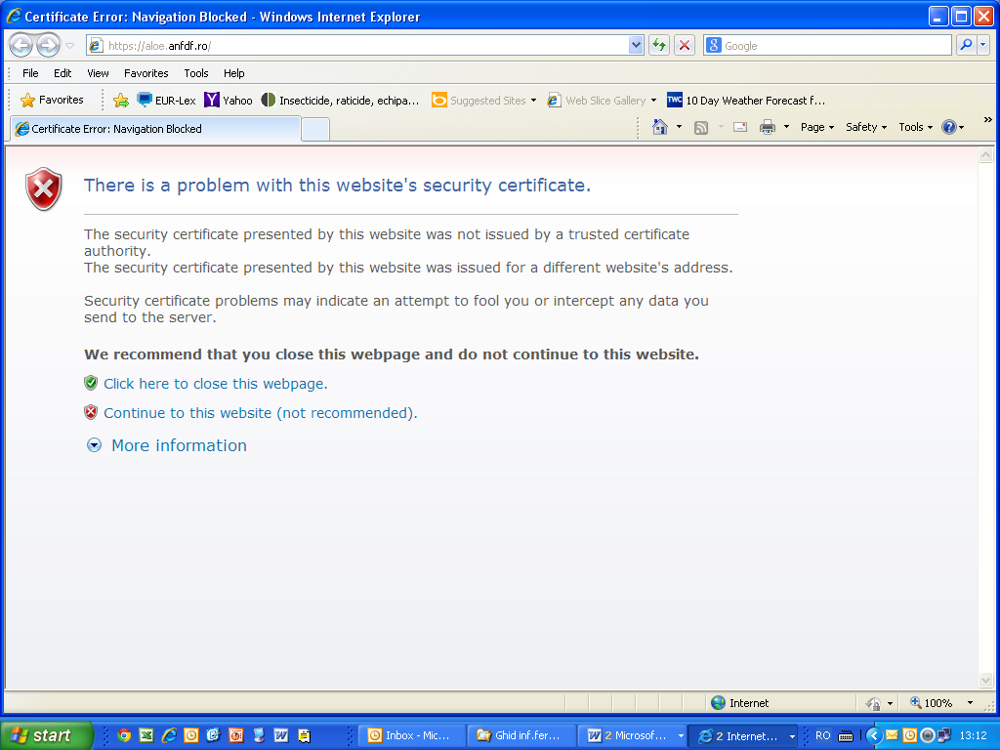 Certificate Error: Navigation Blocked - Windows Internet Explorer
https://aloe.anfdf.ro/
Google
File Edit View Favorites Tools Help
Favorites EUR-Lex Yahoo Insecticide, raticide, echipa... Suggested Sites Web Slice Gallery TWC 10 Day Weather Forecast f...
Certificate Error: Navigation Blocked
Page Safety Tools »
There is a problem with this website's security certificate.
The security certificate presented by this website was not issued by a trusted certificate
authority.
The security certificate presented by this website was issued for a different website's address.
Security certificate problems may indicate an attempt to fool you or intercept any data you
send to the server.
We recommend that you close this webpage and do not continue to this website.
Click here to close this webpage.
Continue to this website (not recommended).
More information
Internet 100%
start Inbox - Mic... Ghid inf.fer... 2 Microsof... 2 Internet... RO 13:12